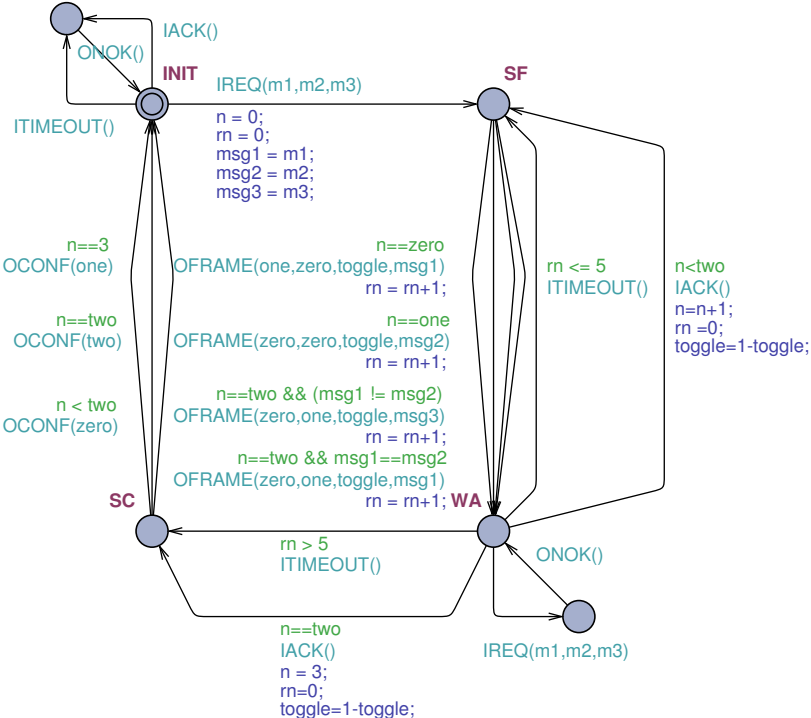 IACK()
ONOK()
INIT
ITIMEOUT()
IREQ(m1,m2,m3)
n = 0;
rn = 0;
msg1 = m1;
msg2 = m2;
msg3 = m3;
SF
n==3
OCONF(one)
n==two
OCONF(two)
n < two
OCONF(zero)
n==zero
OFRAME(one,zero,toggle,msg1)
rn = rn+1;
n==one
OFRAME(zero,zero,toggle,msg2)
rn = rn+1;
n==two && (msg1 != msg2)
OFRAME(zero,one,toggle,msg3)
rn = rn+1;
n==two && msg1==msg2
OFRAME(zero,one,toggle,msg1)
rn = rn+1;
rn <= 5
ITIMEOUT()
n<two
IACK()
n=n+1;
rn =0;
toggle=1-toggle;
SC
WA
rn > 5
ITIMEOUT()
ONOK()
IREQ(m1,m2,m3)
n==two
IACK()
n = 3;
rn=0;
toggle=1-toggle;